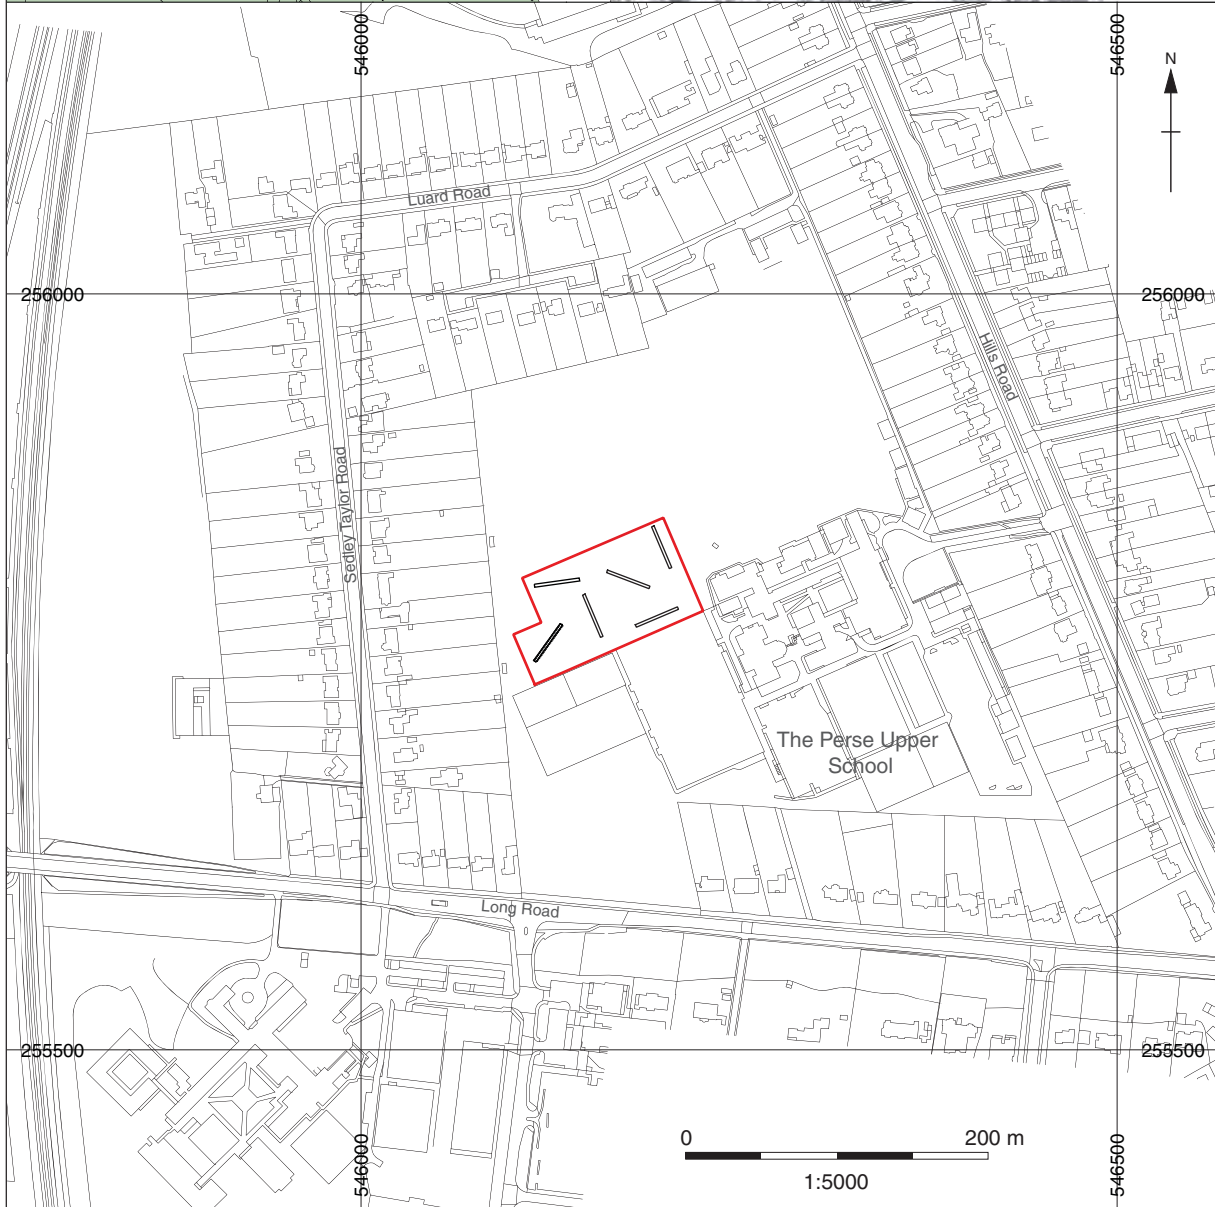 546000
546500
N
Luard Road
256000
256000
Hills Road
Sedley Taylor Road
The Perse Upper
School
Long Road
255500
255500
546000
0 200 m
1:5000
546500